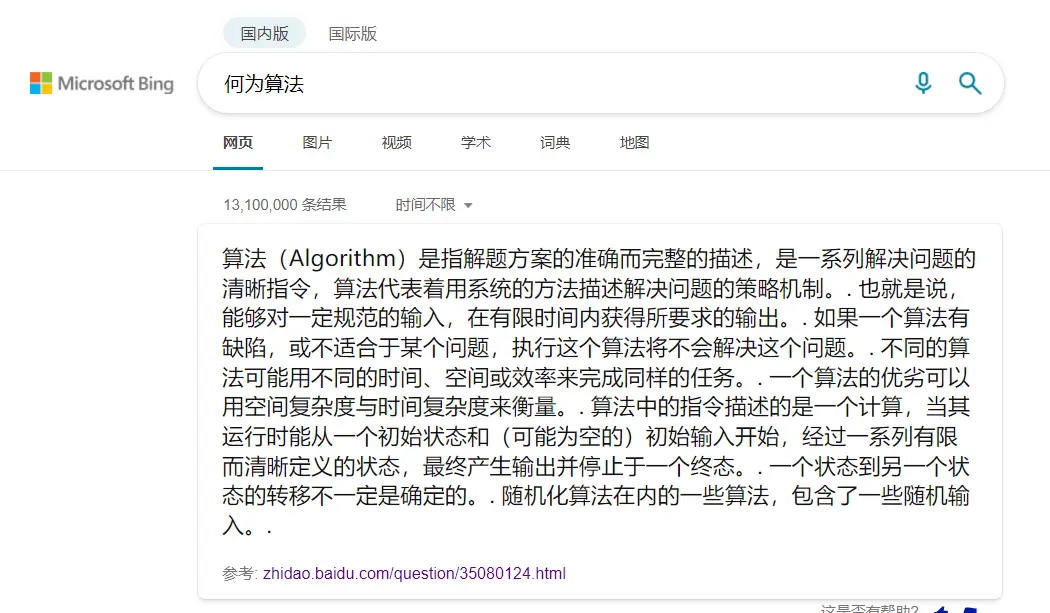 国内版 国际版
Microsoft Bing
何为算法
网页 图片 视频 学术 词典 地图
13,100,000 条结果 时间不限
算法（Algorithm）是指解题方案的准确而完整的描述，是一系列解决问题的
清晰指令，算法代表着用系统的方法描述解决问题的策略机制。. 也就是说，
能够对一定规范的输入，在有限时间内获得所要求的输出。. 如果一个算法有
缺陷，或不适合于某个问题，执行这个算法将不会解决这个问题。. 不同的算
法可能用不同的时间、空间或效率来完成同样的任务。. 一个算法的优劣可以
用空间复杂度与时间复杂度来衡量。. 算法中的指令描述的是一个计算，当其
运行时能从一个初始状态和（可能为空的）初始输入开始，经过一系列有限
而清晰定义的状态，最终产生输出并停止于一个终态。. 一个状态到另一个状
态的转移不一定是确定的。. 随机化算法在内的一些算法，包含了一些随机输
入。.
参考: zhidao.baidu.com/question/35080124.html
这是否有帮助?